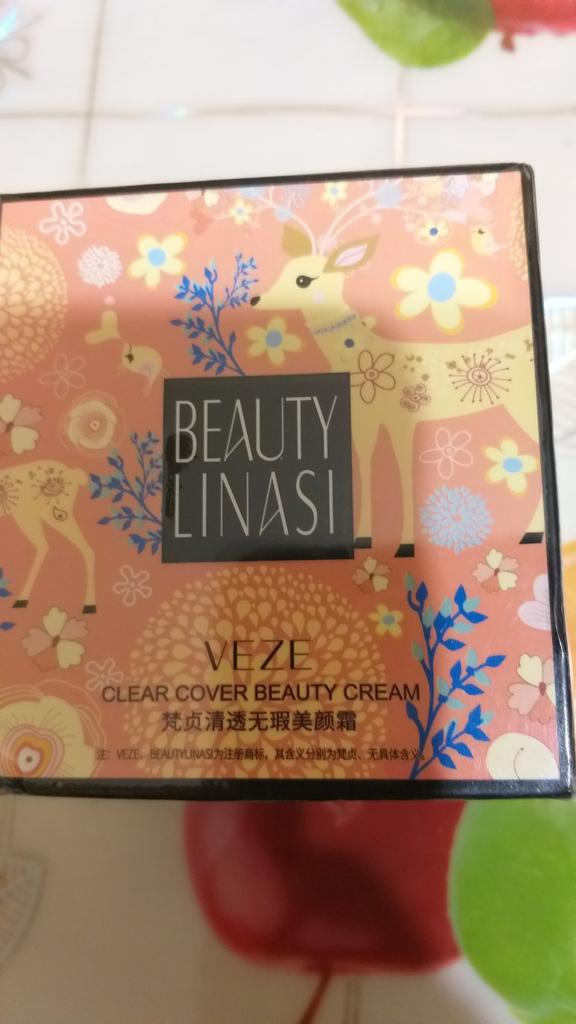 BEAUTY
LINASI
VEZE
CLEAR COVER BEAUTY CREAM
梵贞清透无瑕美颜霜
注：VEZE、BEAUTYLINASI为注册商标，其含义分别为梵贞、无具体含义。